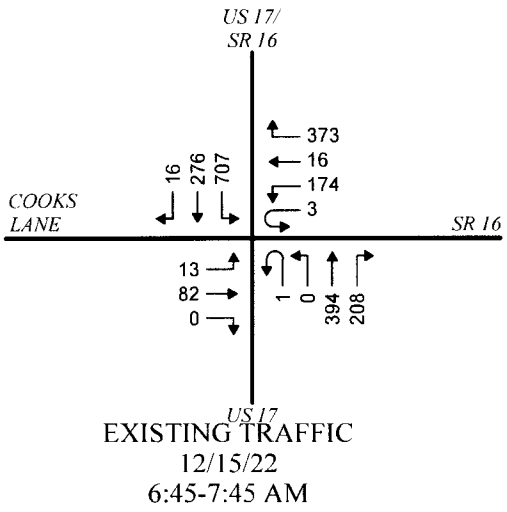 US 17/
SR 16
373
16
174
3
16
276
707
COOKS
LANE
SR 16
13
82
0
1
0
394
208
US 17
EXISTING TRAFFIC
12/15/22
6:45-7:45 AM